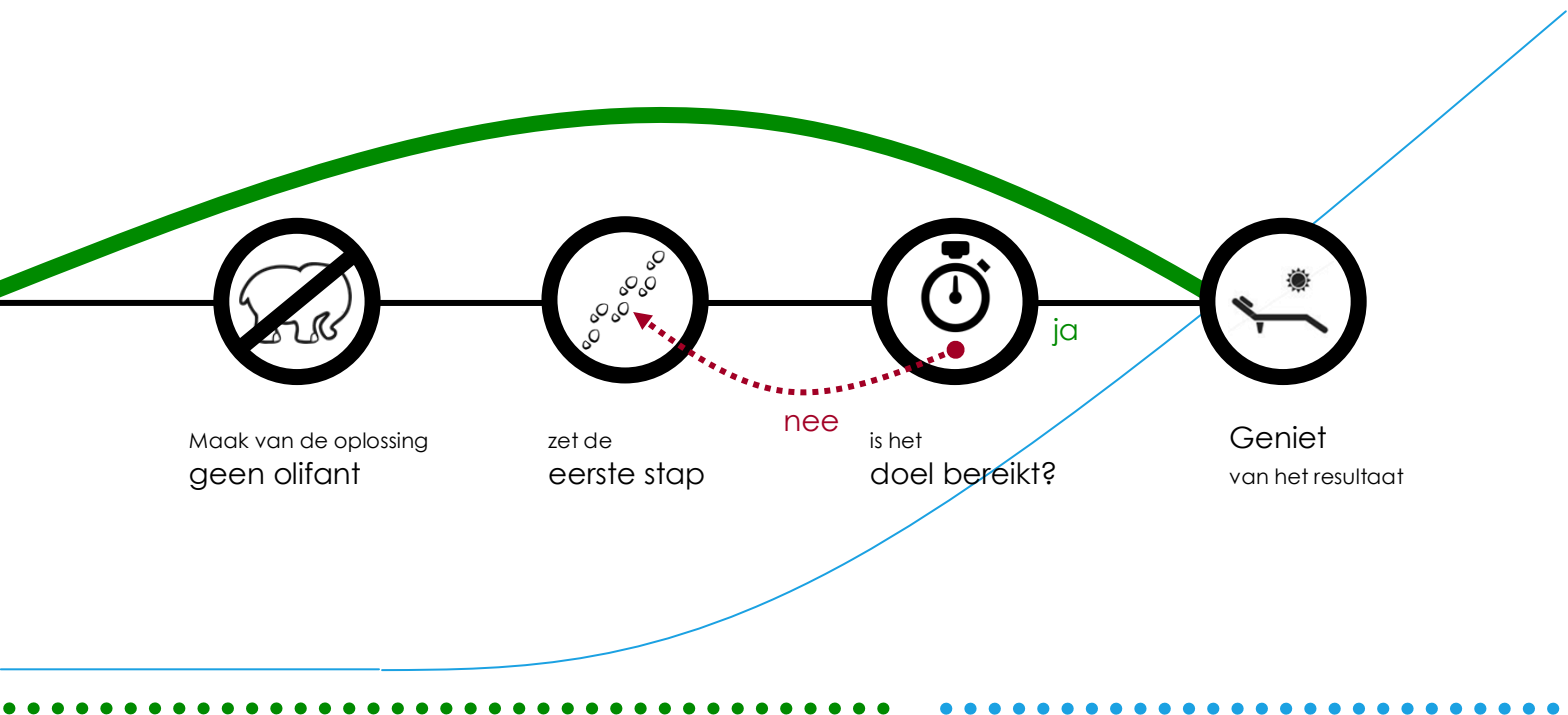 ja
nee
Maak van de oplossing
geen olifant
zet de
eerste stap
is het
doel bereikt?
Geniet
van het resultaat